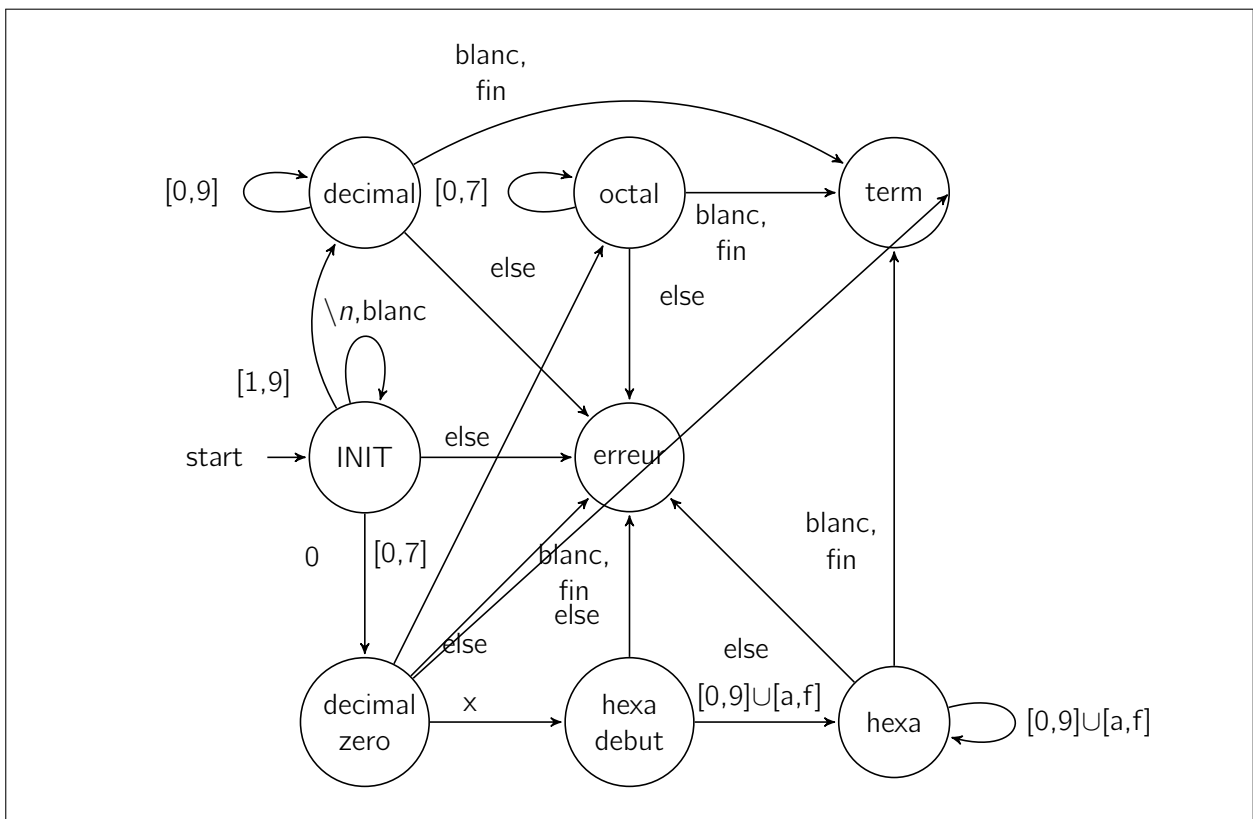 blanc,
fin
[0,9]
decimal
[0,7]
octal
blanc,
fin
term
else
else
\n,blanc
[1,9]
start
INIT
else
erreur
0
[0,7]
blanc,
fin
else
blanc,
fin
else
else
decimal
zero
x
hexa
debut
[0,9]∪[a,f]
hexa
[0,9]∪[a,f]